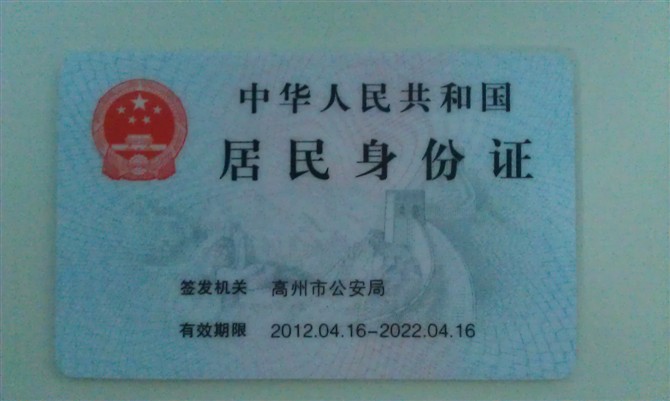 中华人民共和国
居民身份证
签发机关 高州市公安局
有效期限 2012.04.16-2022.04.16